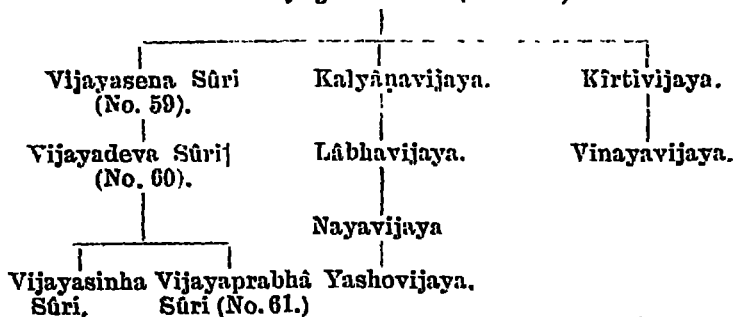 Vijayasena Sûri Kalyâṇavijaya. Kîrtivijaya.
(No. 59).
Vijayadeva Sûri Lâbhavijaya. Vinayavijaya.
(No. 60).
Nayavijaya
Vijayasinha Vijayaprabhâ Yashovijaya.
Sûri. Sûri (No. 61.)